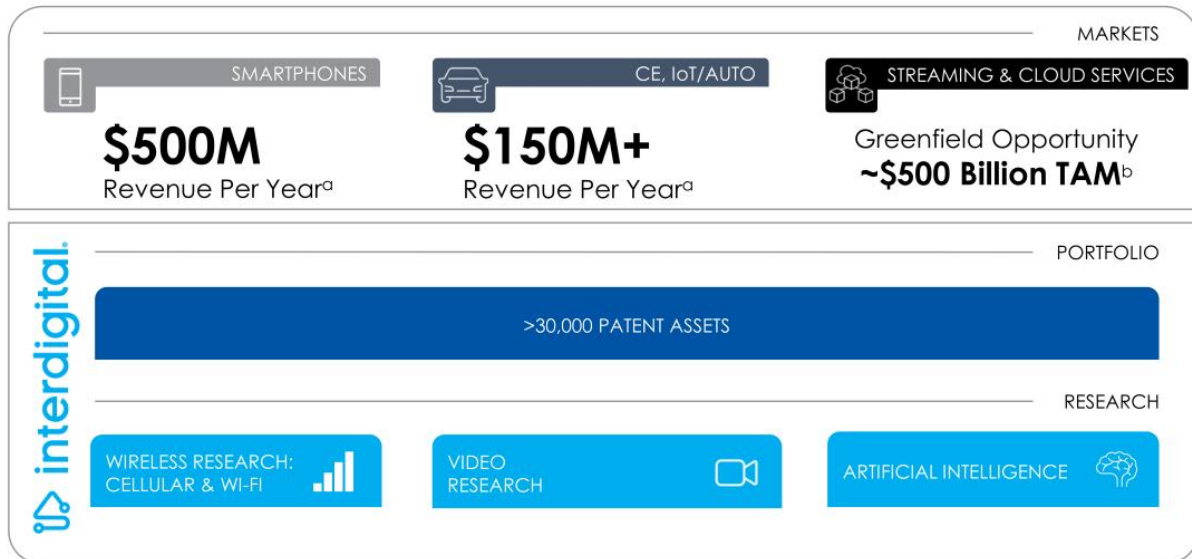 MARKETS
SMARTPHONES
$500M
Revenue Per Yearᵃ
CE, IoT/AUTO
$150M+
Revenue Per Yearᵃ
STREAMING & CLOUD SERVICES
Greenfield Opportunity
~$500 Billion TAMᵇ
interdigital.
PORTFOLIO
>30,000 PATENT ASSETS
RESEARCH
WIRELESS RESEARCH:
CELLULAR & WI-FI
VIDEO
RESEARCH
ARTIFICIAL INTELLIGENCE